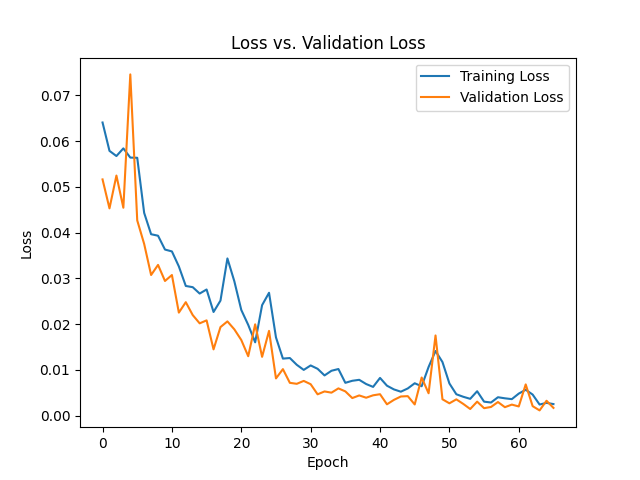 Loss vs. Validation Loss
Training Loss
Validation Loss
Loss
0.07
0.06
0.05
0.04
0.03
0.02
0.01
0.00
0 10 20 30 40 50 60
Epoch